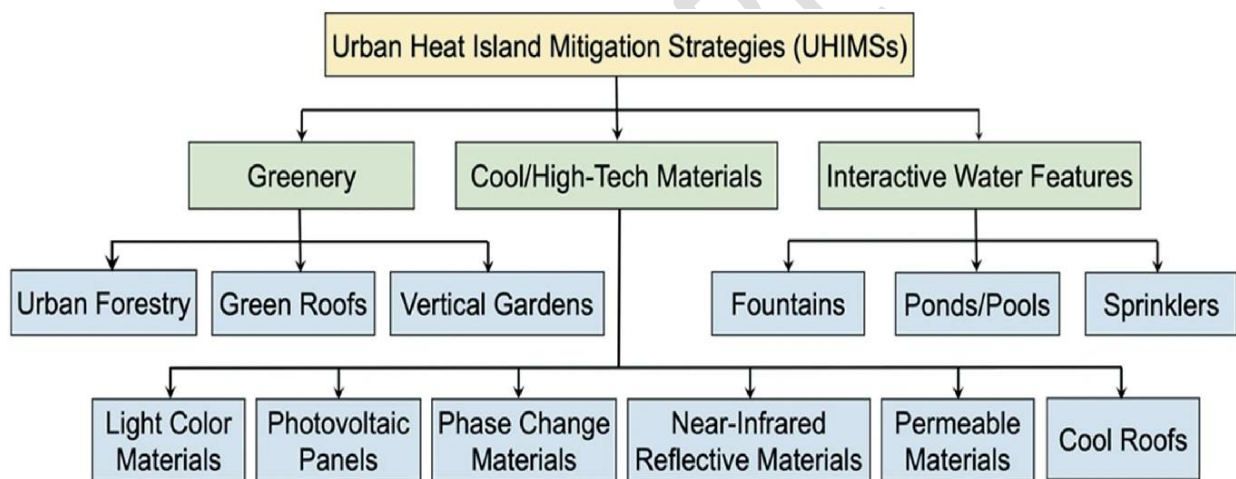 Urban Heat Island Mitigation Strategies (UHIMSs)
Greenery
Cool/High-Tech Materials
Interactive Water Features
Urban Forestry
Green Roofs
Vertical Gardens
Fountains
Ponds/Pools
Sprinklers
Light Color
Materials
Photovoltaic
Panels
Phase Change
Materials
Near-Infrared
Reflective Materials
Permeable
Materials
Cool Roofs